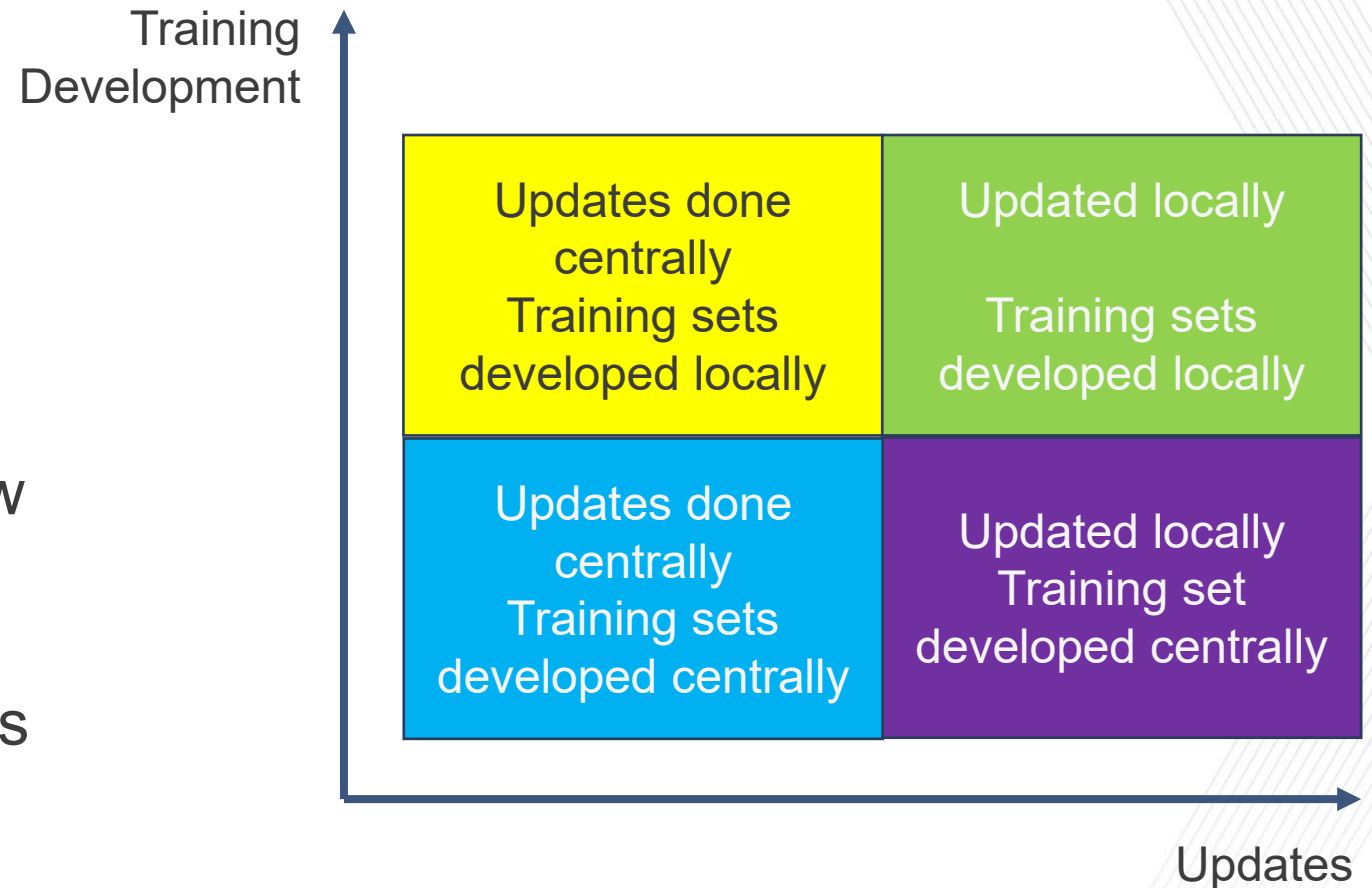 Training
Development
Updates done
centrally
Training sets
developed locally
Updated locally
Training sets
developed locally
w
s
Updates done
centrally
Training sets
developed centrally
Updated locally
Training set
developed centrally
Updates